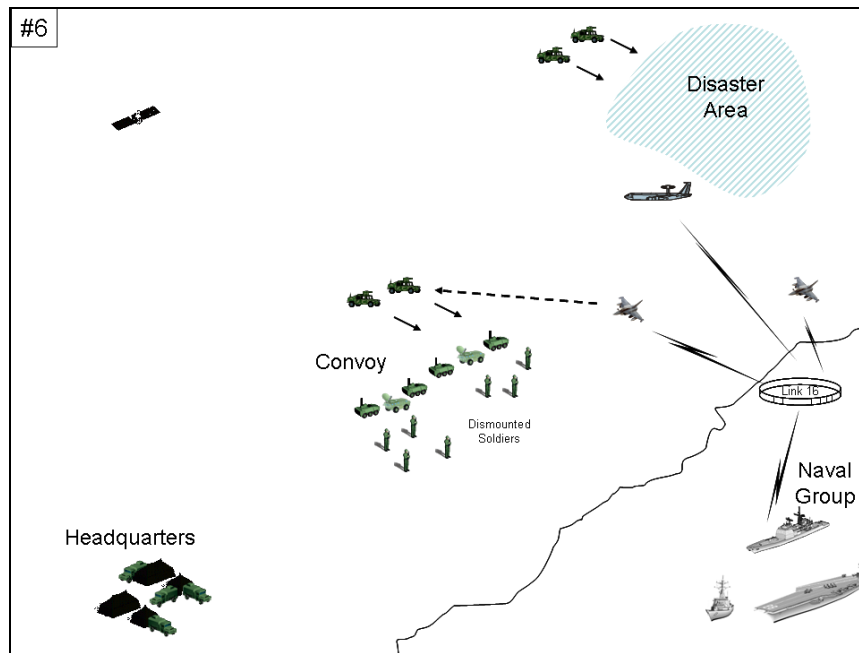 #6
Disaster
Area
Convoy
Link 16
Dismounted
Soldiers
Naval
Group
Headquarters